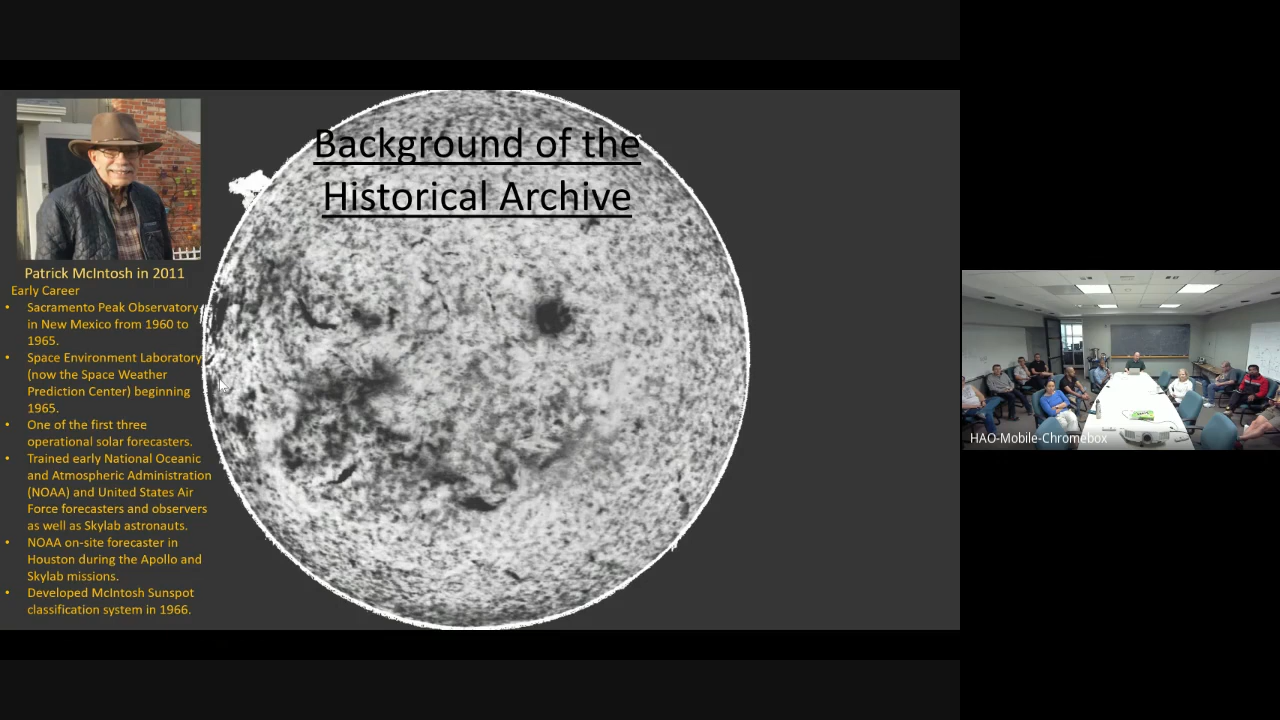 Background of the
Historical Archive
Patrick McIntosh in 2011
Early Career
• Sacramento Peak Observatory
in New Mexico from 1960 to
1965.
• Space Environment Laboratory
(now the Space Weather
Prediction Center) beginning
1965.
• One of the first three
operational solar forecasters.
• Trained early National Oceanic
and Atmospheric Administration
(NOAA) and United States Air
Force forecasters and observers
as well as Skylab astronauts.
• NOAA on-site forecaster in
Houston during the Apollo and
Skylab missions.
• Developed McIntosh Sunspot
classification system in 1966.
HAO-Mobile-Chromebox